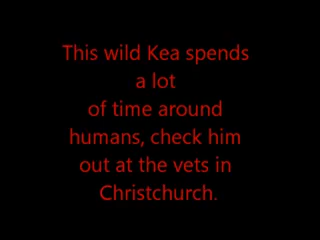 This wild Kea spends
a lot
of time around
humans, check him
out at the vets in
Christchurch.